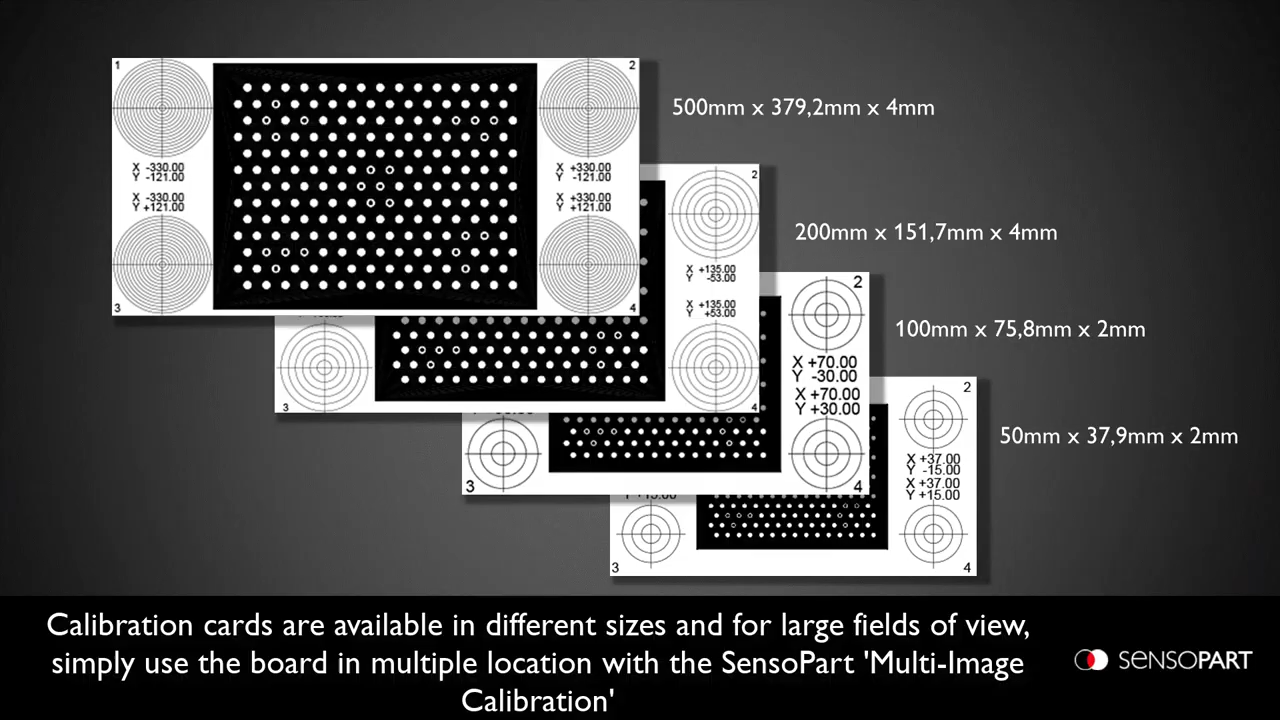 1
2
X -330.00
Y -121.00
X +330.00
Y -121.00
X -330.00
Y +121.00
X +330.00
Y +121.00
3
4
500mm x 379,2mm x 4mm
2
X +135.00
Y -53.00
X +135.00
Y +53.00
3
4
200mm x 151,7mm x 4mm
2
X +70.00
Y -30.00
X +70.00
Y +30.00
3
4
100mm x 75,8mm x 2mm
2
X +37.00
Y -15.00
X +37.00
Y +15.00
3
4
50mm x 37,9mm x 2mm
Calibration cards are available in different sizes and for large fields of view,
simply use the board in multiple location with the SensoPart 'Multi-Image
Calibration'
SENSOPART